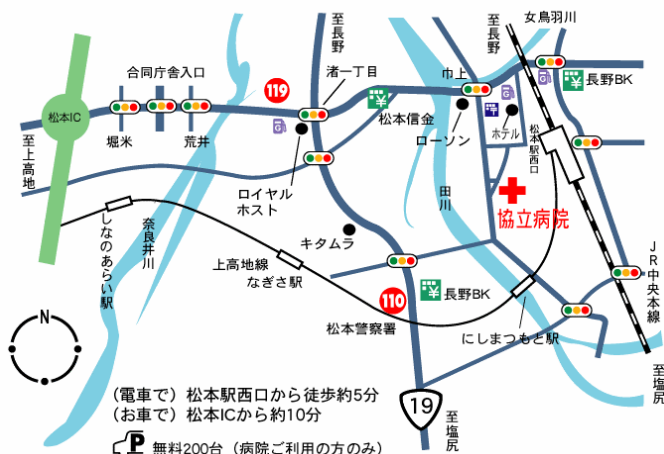 女鳥羽川
至長野
至長野
合同庁舎入口
渚一丁目
巾上
119
長野BK
松本IC
松本信金
ホテル
ローソン
松本駅西口
堀米
荒井
至上高地
ロイヤル
ホスト
田川
協立病院
奈良井川
しなのあらい駅
キタムラ
上高地線
なぎさ駅
JR中央本線
110
長野BK
松本警察署
にしまつもと駅
N
至塩尻
(電車で) 松本駅西口から徒歩約5分
19
(お車で) 松本ICから約10分
至塩尻
P 無料200台 (病院ご利用の方のみ)